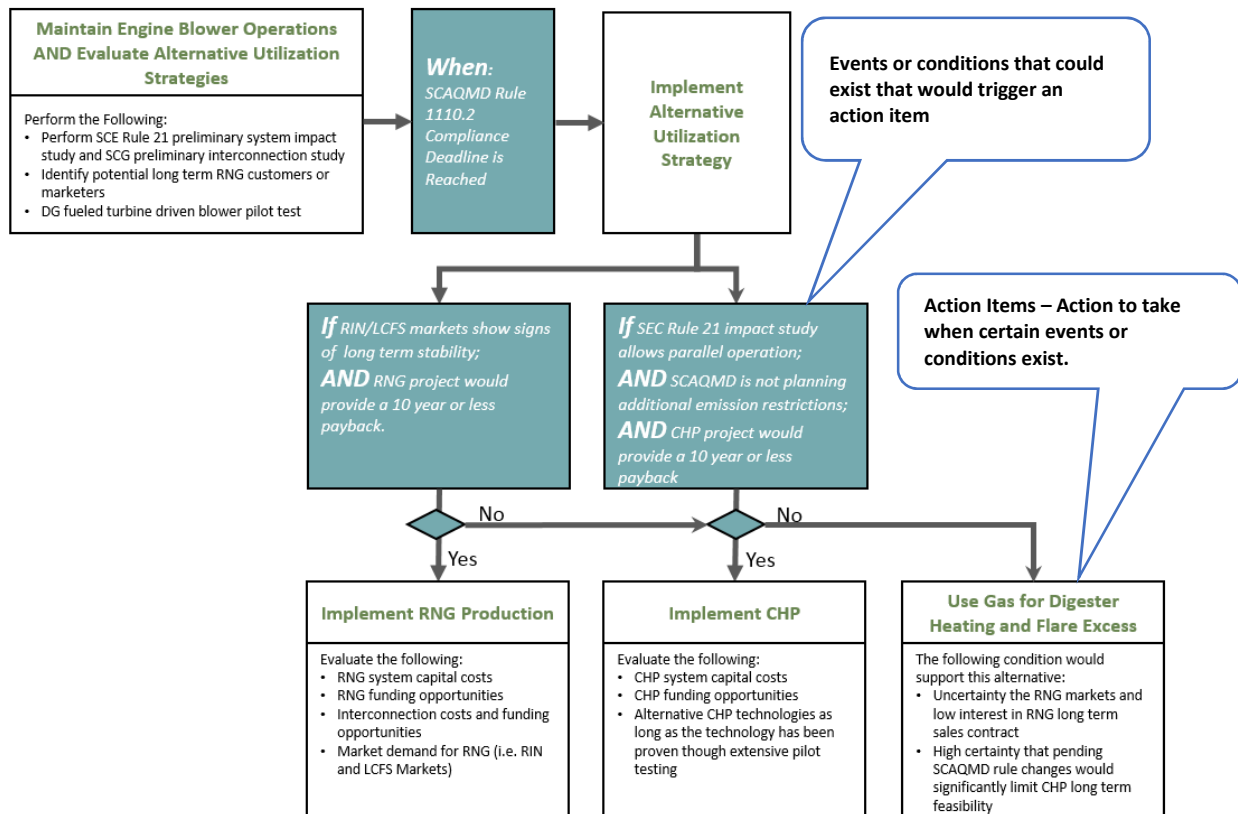 Maintain Engine Blower Operations
AND Evaluate Alternative Utilization
Strategies
Perform the Following:
• Perform SCE Rule 21 preliminary system impact
study and SCG preliminary interconnection study
• Identify potential long term RNG customers or
marketers
• DG fueled turbine driven blower pilot test
When:
SCAQMD Rule
1110.2
Compliance
Deadline is
Reached
Implement
Alternative
Utilization
Strategy
Events or conditions that could
exist that would trigger an
action item
Action Items – Action to take
when certain events or
conditions exist.
If RIN/LCFS markets show signs
of long term stability;
AND RNG project would
provide a 10 year or less
payback.
If SEC Rule 21 impact study
allows parallel operation;
AND SCAQMD is not planning
additional emission restrictions;
AND CHP project would
provide a 10 year or less
payback
No
Yes
No
Yes
Implement RNG Production
Evaluate the following:
• RNG system capital costs
• RNG funding opportunities
• Interconnection costs and funding
opportunities
• Market demand for RNG (i.e. RIN
and LCFS Markets)
Implement CHP
Evaluate the following:
• CHP system capital costs
• CHP funding opportunities
• Alternative CHP technologies as
long as the technology has been
proven though extensive pilot
testing
Use Gas for Digester
Heating and Flare Excess
The following condition would
support this alternative:
• Uncertainty the RNG markets and
low interest in RNG long term
sales contract
• High certainty that pending
SCAQMD rule changes would
significantly limit CHP long term
feasibility